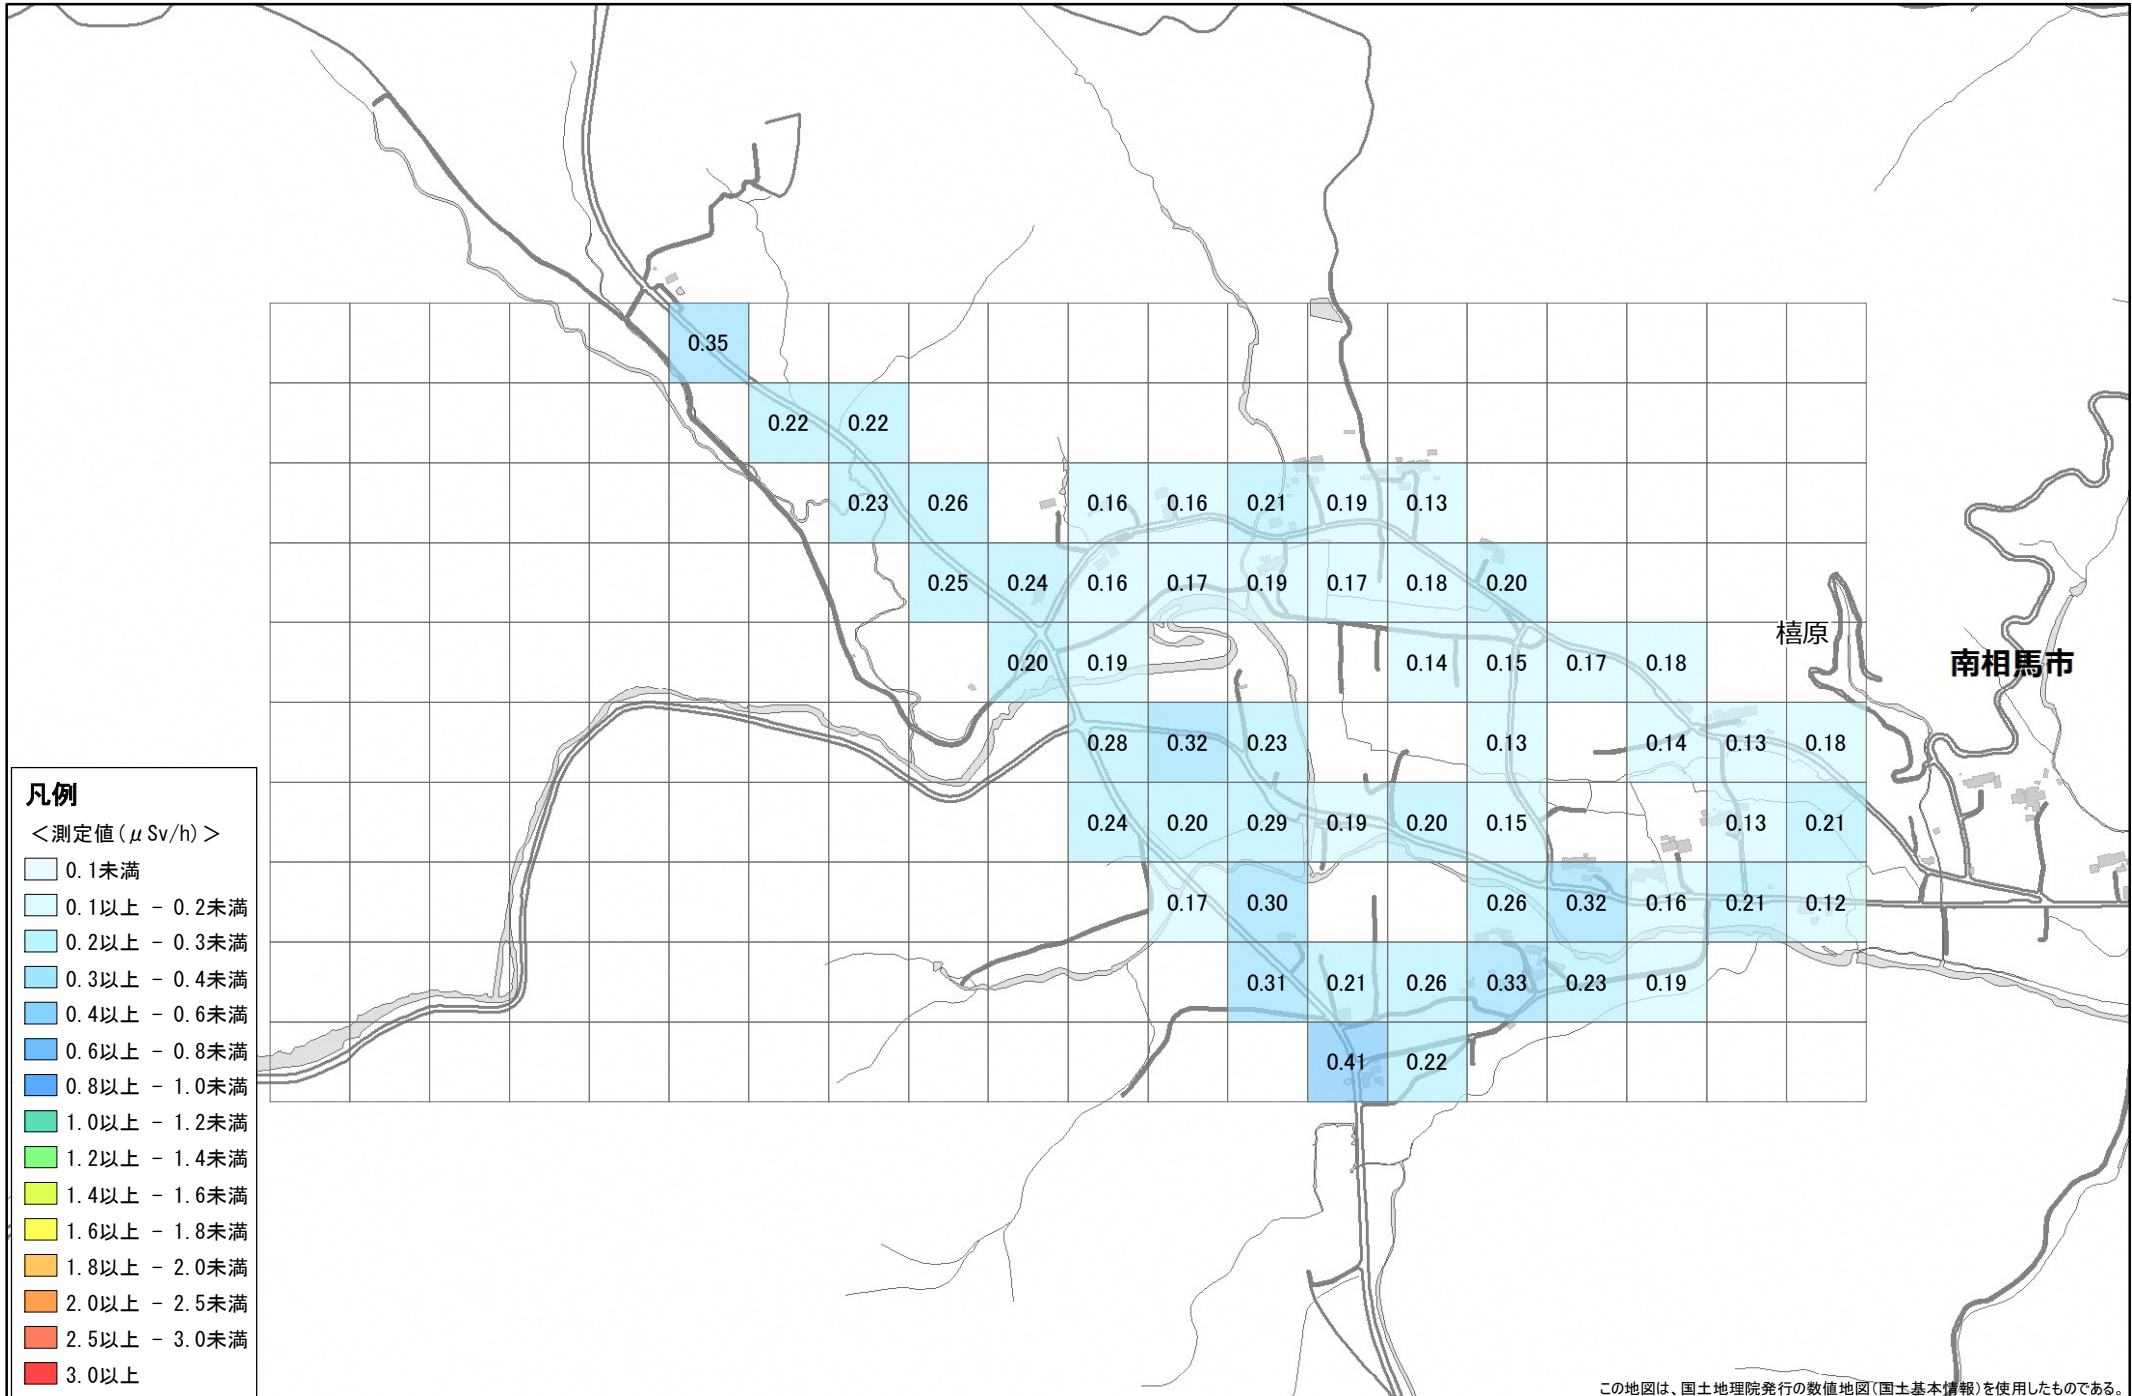 0.35
0.22 0.22
0.23 0.26 0.16 0.16 0.21 0.19 0.13
0.25 0.24 0.16 0.17 0.19 0.17 0.18 0.20
橲原
南相馬市
0.20 0.19 0.14 0.15 0.17 0.18
0.28 0.32 0.23 0.13 0.14 0.13 0.18
0.24 0.20 0.29 0.19 0.20 0.15 0.13 0.21
0.17 0.30 0.26 0.32 0.16 0.21 0.12
0.31 0.21 0.26 0.33 0.23 0.19
0.41 0.22
凡例
＜測定値(μSv/h)＞
0.1未満
0.1以上 - 0.2未満
0.2以上 - 0.3未満
0.3以上 - 0.4未満
0.4以上 - 0.6未満
0.6以上 - 0.8未満
0.8以上 - 1.0未満
1.0以上 - 1.2未満
1.2以上 - 1.4未満
1.4以上 - 1.6未満
1.6以上 - 1.8未満
1.8以上 - 2.0未満
2.0以上 - 2.5未満
2.5以上 - 3.0未満
3.0以上
この地図は、国土地理院発行の数値地図(国土基本情報)を使用したものである。